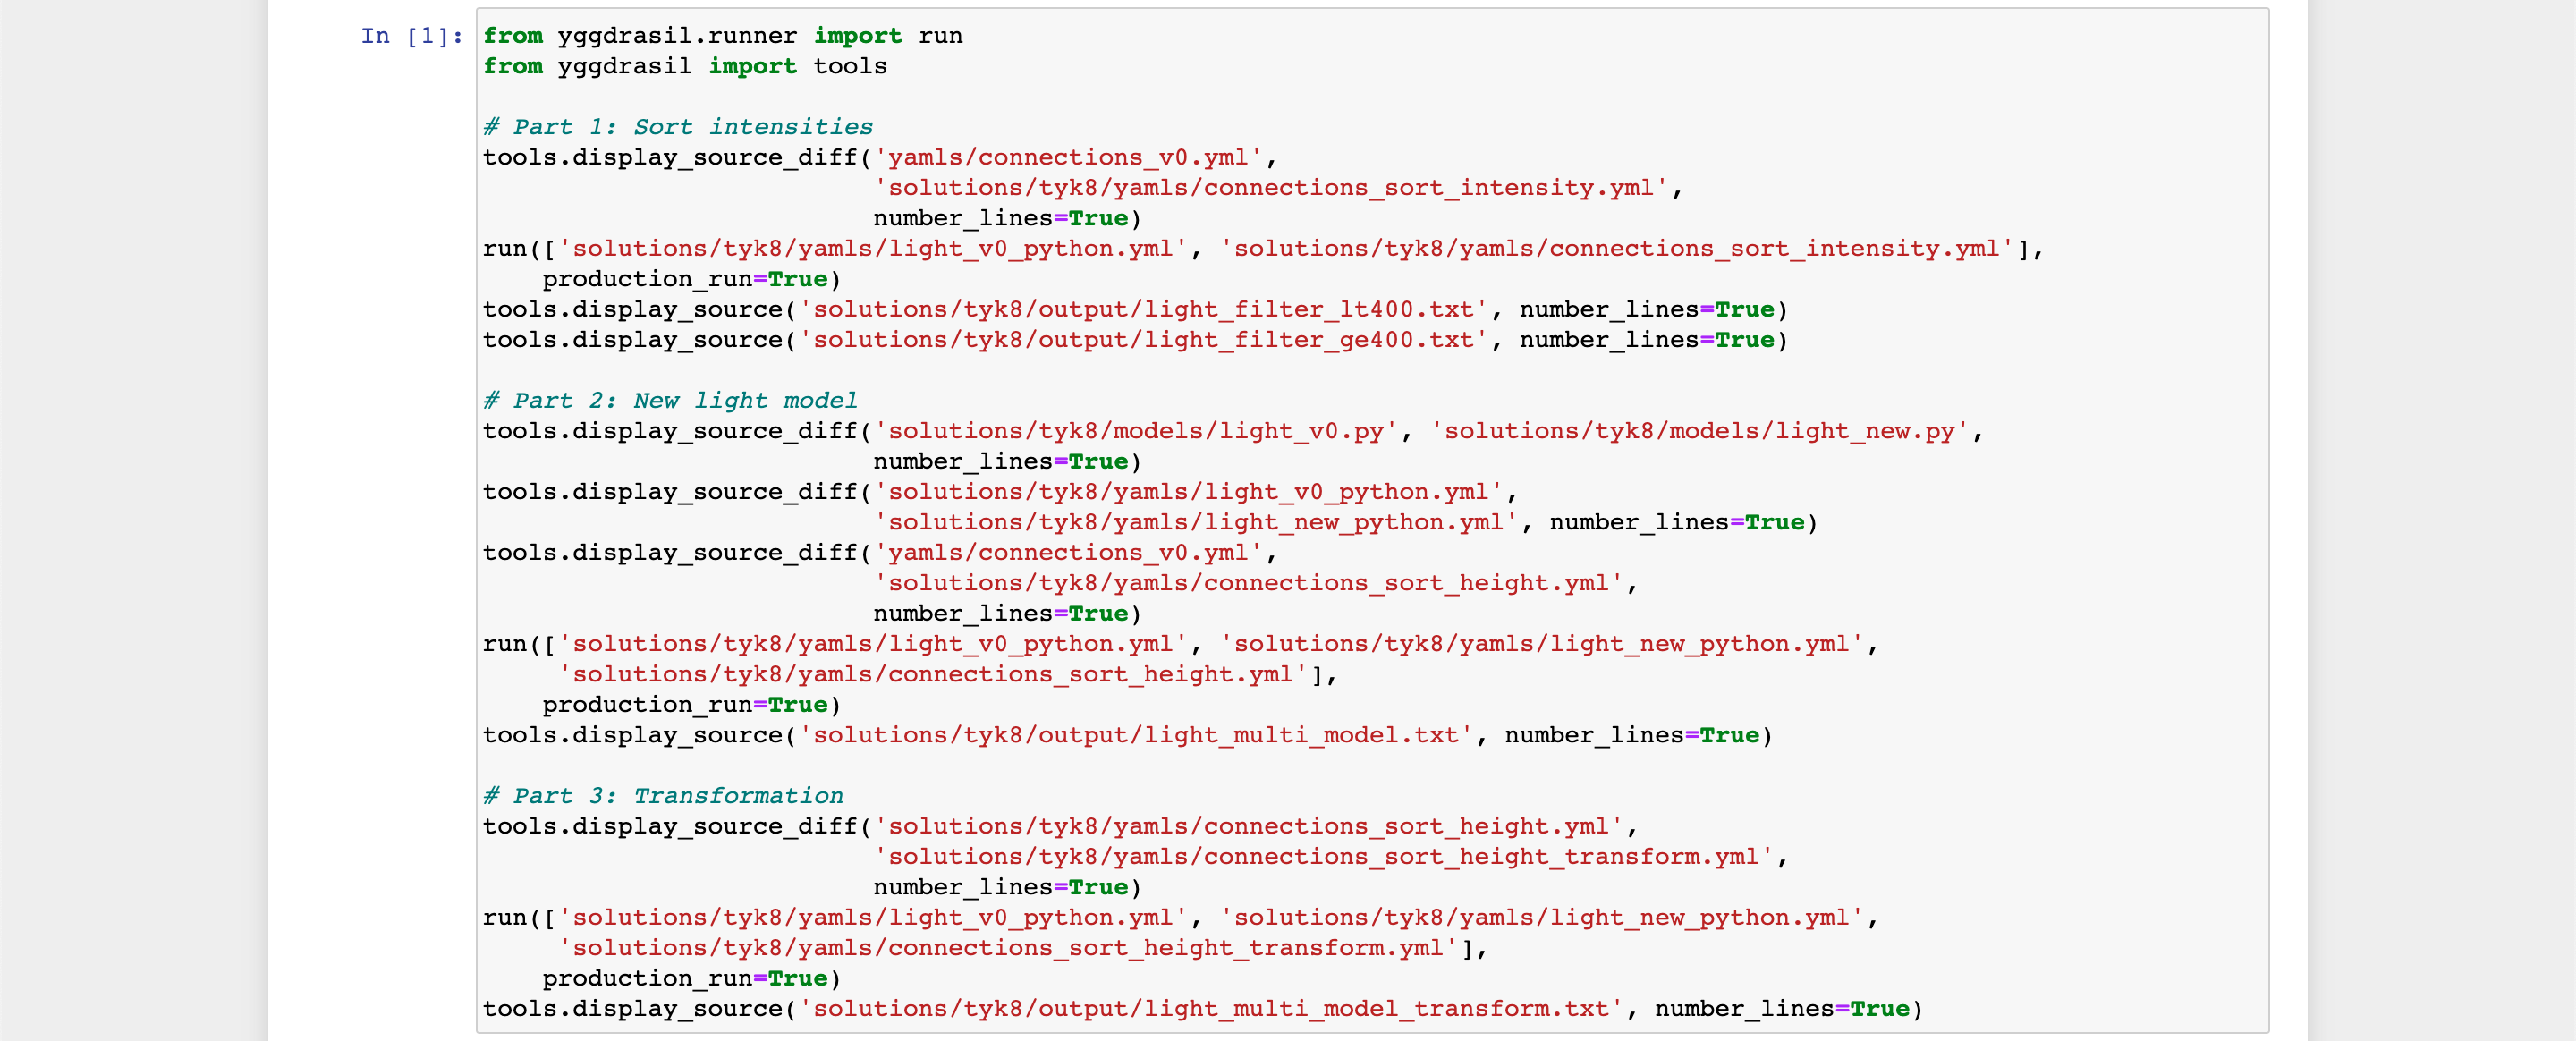 In [1]: from yggdrasil.runner import run
from yggdrasil import tools
# Part 1: Sort intensities
tools.display_source_diff('yamls/connections_v0.yml',
'solutions/tyk8/yamls/connections_sort_intensity.yml',
number_lines=True)
run(['solutions/tyk8/yamls/light_v0_python.yml', 'solutions/tyk8/yamls/connections_sort_intensity.yml'],
production_run=True)
tools.display_source('solutions/tyk8/output/light_filter_lt400.txt', number_lines=True)
tools.display_source('solutions/tyk8/output/light_filter_ge400.txt', number_lines=True)
# Part 2: New light model
tools.display_source_diff('solutions/tyk8/models/light_v0.py', 'solutions/tyk8/models/light_new.py',
number_lines=True)
tools.display_source_diff('solutions/tyk8/yamls/light_v0_python.yml',
'solutions/tyk8/yamls/light_new_python.yml', number_lines=True)
tools.display_source_diff('yamls/connections_v0.yml',
'solutions/tyk8/yamls/connections_sort_height.yml',
number_lines=True)
run(['solutions/tyk8/yamls/light_v0_python.yml', 'solutions/tyk8/yamls/light_new_python.yml',
'solutions/tyk8/yamls/connections_sort_height.yml'],
production_run=True)
tools.display_source('solutions/tyk8/output/light_multi_model.txt', number_lines=True)
# Part 3: Transformation
tools.display_source_diff('solutions/tyk8/yamls/connections_sort_height.yml',
'solutions/tyk8/yamls/connections_sort_height_transform.yml',
number_lines=True)
run(['solutions/tyk8/yamls/light_v0_python.yml', 'solutions/tyk8/yamls/light_new_python.yml',
'solutions/tyk8/yamls/connections_sort_height_transform.yml'],
production_run=True)
tools.display_source('solutions/tyk8/output/light_multi_model_transform.txt', number_lines=True)